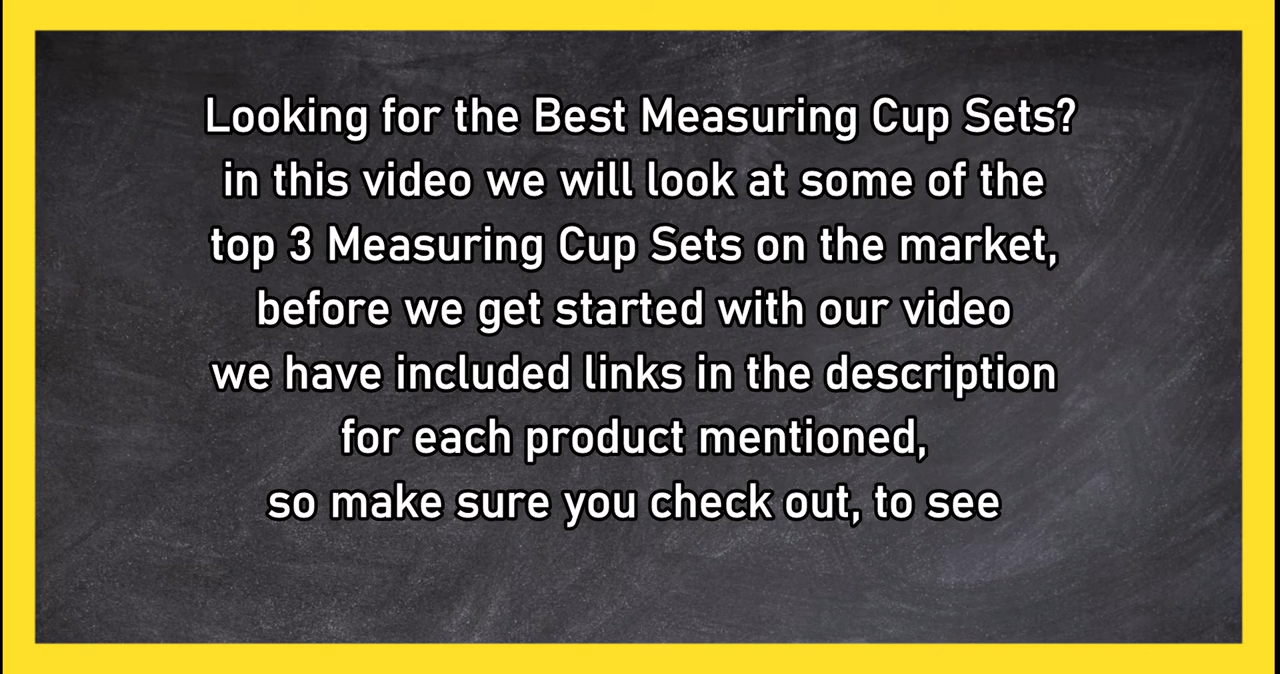 Looking for the Best Measuring Cup Sets?
in this video we will look at some of the
top 3 Measuring Cup Sets on the market,
before we get started with our video
we have included links in the description
for each product mentioned,
so make sure you check out, to see